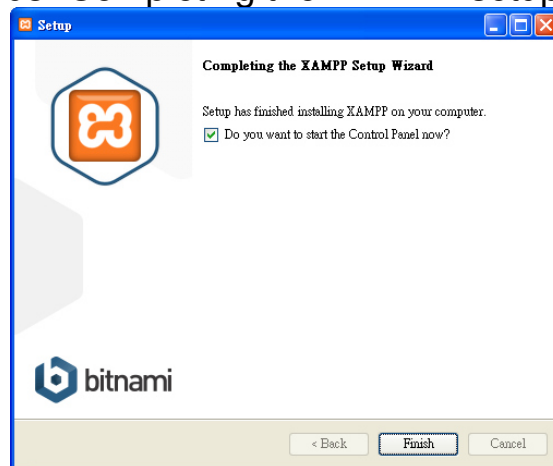 Setup
Completing the XAMPP Setup Wizard
Setup has finished installing XAMPP on your computer.
Do you want to start the Control Panel now?
bitnami
< Back
Finish
Cancel